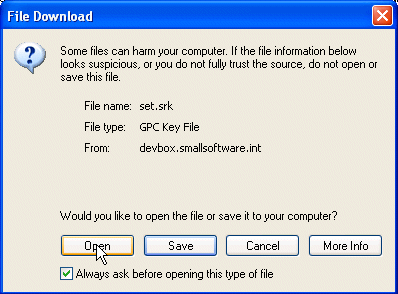 File Download
Some files can harm your computer. If the file information below
looks suspicious, or you do not fully trust the source, do not open or
save this file.
File name: set.srk
File type: GPC Key File
From: devbox.smallsoftware.int
Would you like to open the file or save it to your computer?
Open Save Cancel More Info
Always ask before opening this type of file